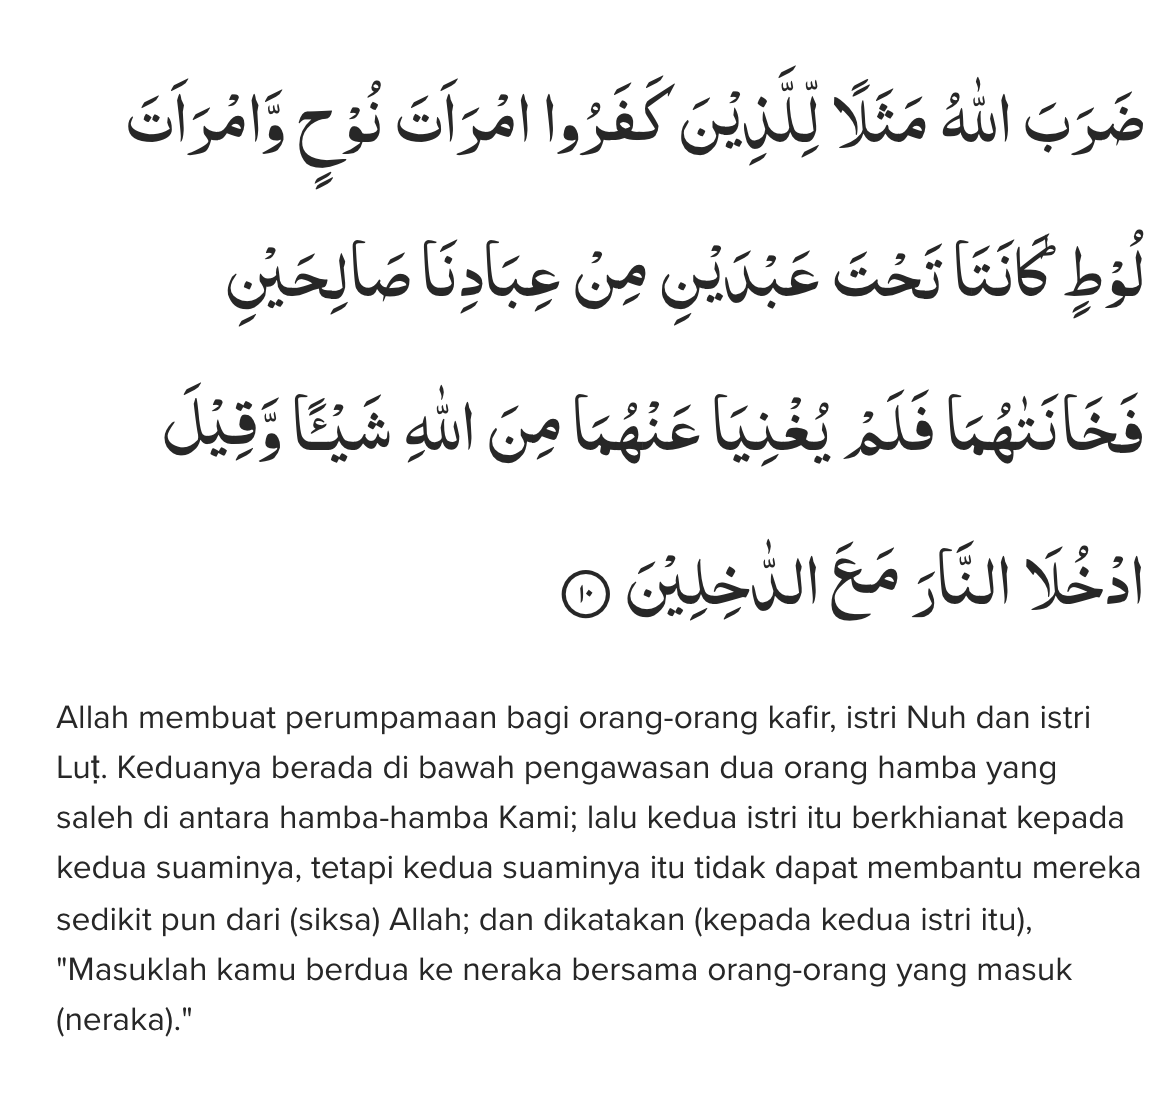 ضَرَبَ اللّٰهُ مَثَلًا لِّلَّذِيْنَ كَفَرُوا امْرَاَتَ نُوْحٍ وَّامْرَاَتَ
لُوْطٍۗ كَانَتَا تَحْتَ عَبْدَيْنِ مِنْ عِبَادِنَا صَالِحَيْنِ
فَخَانَتٰهُمَا فَلَمْ يُغْنِيَا عَنْهُمَا مِنَ اللّٰهِ شَيْـًٔا وَّقِيْلَ
ادْخُلَا النَّارَ مَعَ الدّٰخِلِيْنَ ١٠
Allah membuat perumpamaan bagi orang-orang kafir, istri Nuh dan istri
Luṭ. Keduanya berada di bawah pengawasan dua orang hamba yang
saleh di antara hamba-hamba Kami; lalu kedua istri itu berkhianat kepada
kedua suaminya, tetapi kedua suaminya itu tidak dapat membantu mereka
sedikit pun dari (siksa) Allah; dan dikatakan (kepada kedua istri itu),
"Masuklah kamu berdua ke neraka bersama orang-orang yang masuk
(neraka)."